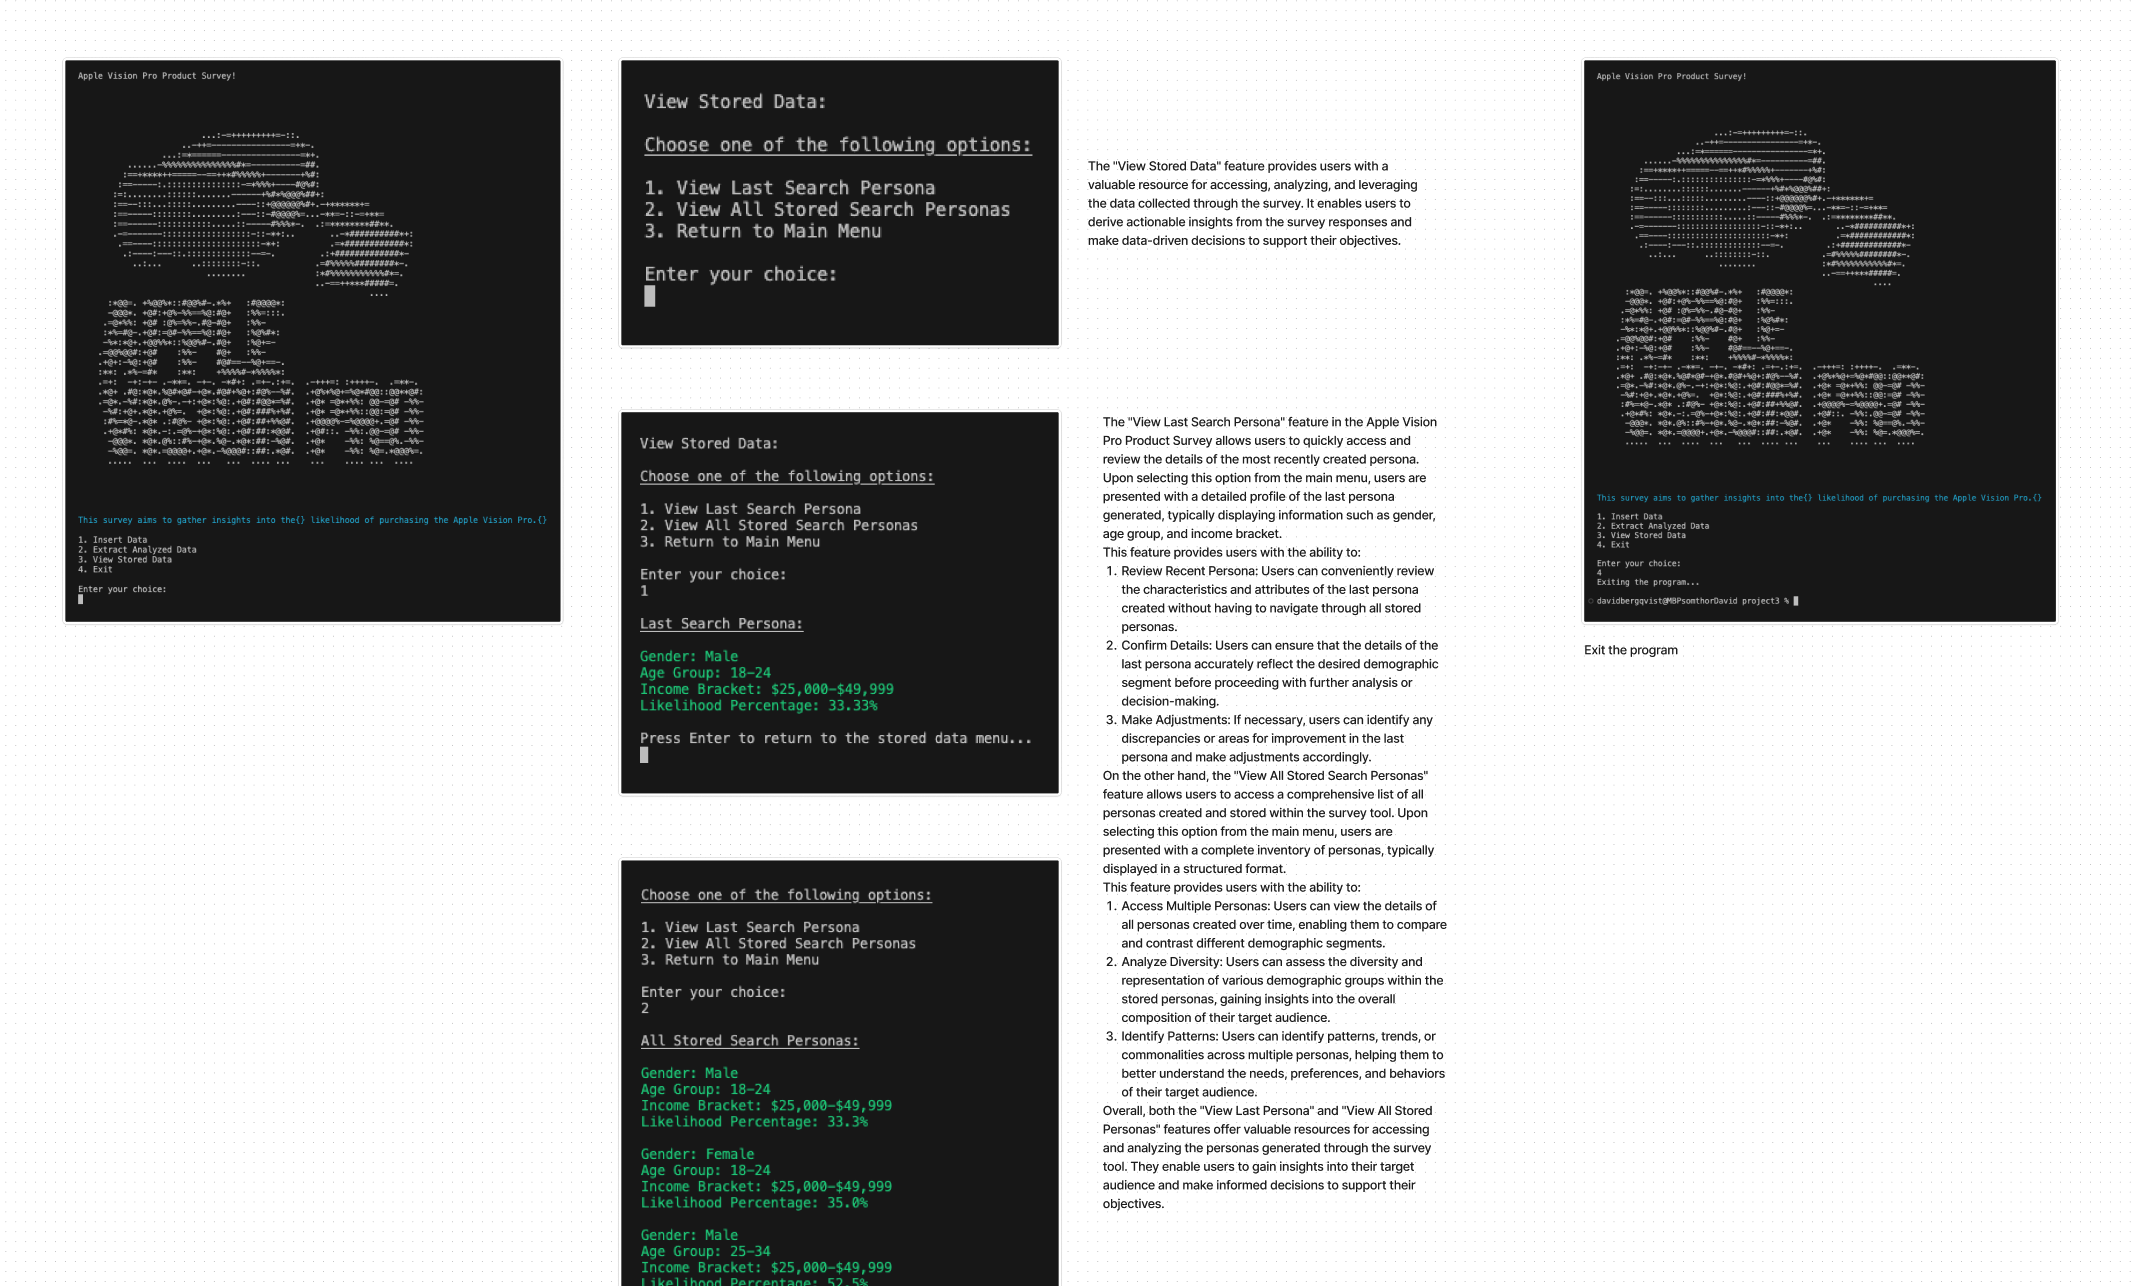 Apple Vision Pro Product Survey!
This survey aims to gather insights into the{} likelihood of purchasing the Apple Vision Pro.{}
1. Insert Data
2. Extract Analyzed Data
3. View Stored Data
4. Exit
Enter your choice:
View Stored Data:
Choose one of the following options:
1. View Last Search Persona
2. View All Stored Search Personas
3. Return to Main Menu
Enter your choice:
The "View Stored Data" feature provides users with a
valuable resource for accessing, analyzing, and leveraging
the data collected through the survey. It enables users to
derive actionable insights from the survey responses and
make data-driven decisions to support their objectives.
View Stored Data:
Choose one of the following options:
1. View Last Search Persona
2. View All Stored Search Personas
3. Return to Main Menu
Enter your choice:
1
Last Search Persona:
Gender: Male
Age Group: 18-24
Income Bracket: $25,000-$49,999
Likelihood Percentage: 33.33%
Press Enter to return to the stored data menu...
The "View Last Search Persona" feature in the Apple Vision
Pro Product Survey allows users to quickly access and
review the details of the most recently created persona.
Upon selecting this option from the main menu, users are
presented with a detailed profile of the last persona
generated, typically displaying information such as gender,
age group, and income bracket.
This feature provides users with the ability to:
1. Review Recent Persona: Users can conveniently review
the characteristics and attributes of the last persona
created without having to navigate through all stored
personas.
2. Confirm Details: Users can ensure that the details of the
last persona accurately reflect the desired demographic
segment before proceeding with further analysis or
decision-making.
3. Make Adjustments: If necessary, users can identify any
discrepancies or areas for improvement in the last
persona and make adjustments accordingly.
On the other hand, the "View All Stored Search Personas"
feature allows users to access a comprehensive list of all
personas created and stored within the survey tool. Upon
selecting this option from the main menu, users are
presented with a complete inventory of personas, typically
displayed in a structured format.
This feature provides users with the ability to:
1. Access Multiple Personas: Users can view the details of
all personas created over time, enabling them to compare
and contrast different demographic segments.
2. Analyze Diversity: Users can assess the diversity and
representation of various demographic groups within the
stored personas, gaining insights into the overall
composition of their target audience.
3. Identify Patterns: Users can identify patterns, trends, or
commonalities across multiple personas, helping them to
better understand the needs, preferences, and behaviors
of their target audience.
Overall, both the "View Last Persona" and "View All Stored
Personas" features offer valuable resources for accessing
and analyzing the personas generated through the survey
tool. They enable users to gain insights into their target
audience and make informed decisions to support their
objectives.
Choose one of the following options:
1. View Last Search Persona
2. View All Stored Search Personas
3. Return to Main Menu
Enter your choice:
2
All Stored Search Personas:
Gender: Male
Age Group: 18-24
Income Bracket: $25,000-$49,999
Likelihood Percentage: 33.3%
Gender: Female
Age Group: 18-24
Income Bracket: $25,000-$49,999
Likelihood Percentage: 35.0%
Gender: Male
Age Group: 25-34
Income Bracket: $25,000-$49,999
Likelihood Percentage: 52.5%
Apple Vision Pro Product Survey!
This survey aims to gather insights into the{} likelihood of purchasing the Apple Vision Pro.{}
1. Insert Data
2. Extract Analyzed Data
3. View Stored Data
4. Exit
Enter your choice:
4
Exiting the program...
davidbergqvist@MBPsomthorDavid project3 %
Exit the program